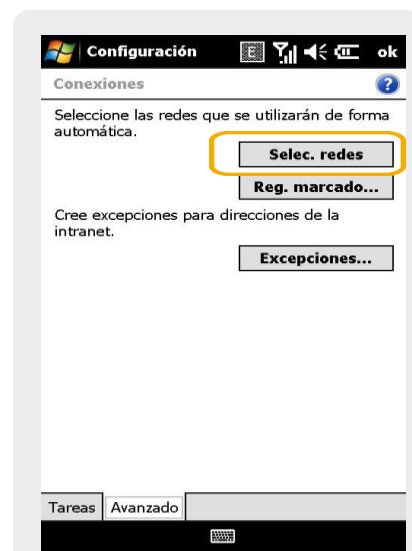 Configuración
E
ok
Conexiones
?
Seleccione las redes que se utilizarán de forma
automática.
Selec. redes
Reg. marcado...
Cree excepciones para direcciones de la
intranet.
Excepciones...
Tareas
Avanzado